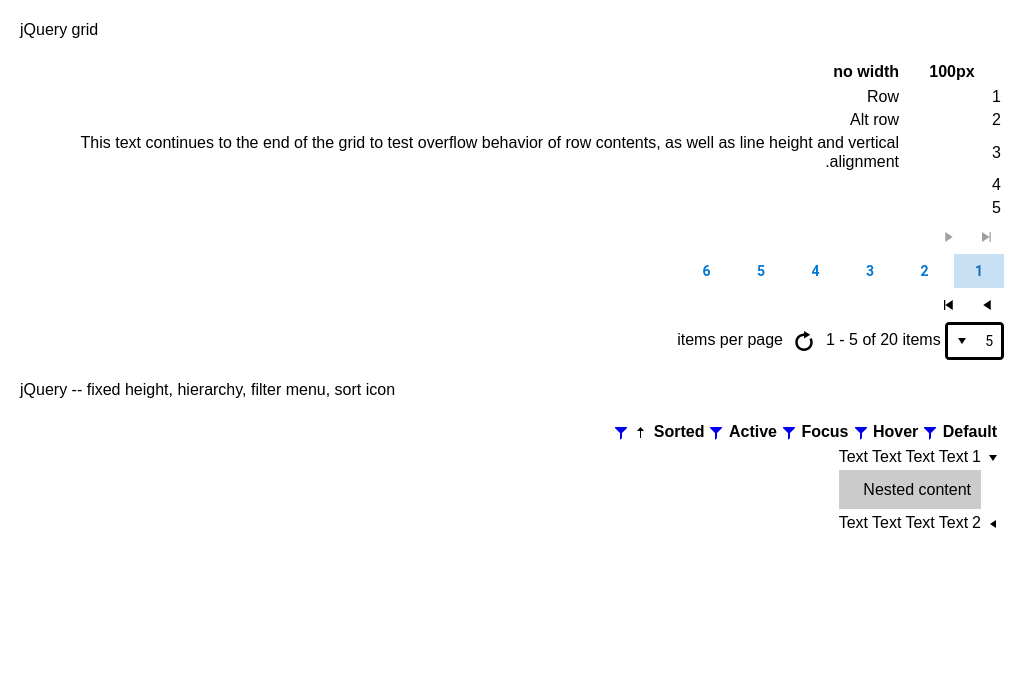 jQuery grid
no width 100px
Row 1
Alt row 2
This text continues to the end of the grid to test overflow behavior of row contents, as well as line height and vertical 3
.alignment
4
5
6 5 4 3 2 1
items per page 1 - 5 of 20 items 5
jQuery -- fixed height, hierarchy, filter menu, sort icon
Sorted Active Focus Hover Default
Text Text Text Text 1
Nested content
Text Text Text Text 2